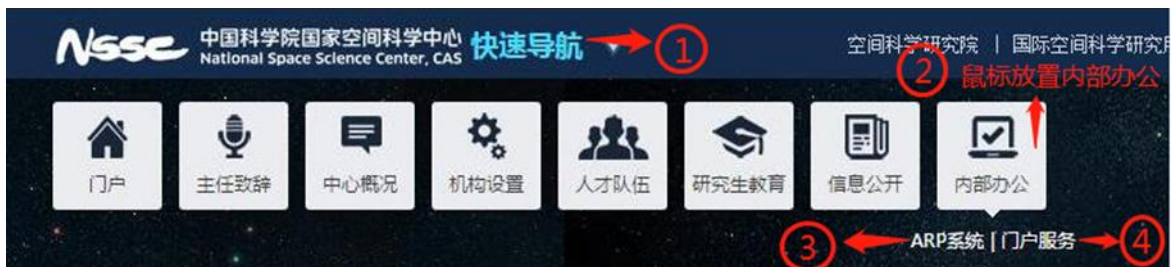 NSSC 中国科学院国家空间科学中心 快速导航 ① 空间科学研究院 | 国际空间科学研究
National Space Science Center, CAS
② 鼠标放置内部办公
门户 主任致辞 中心概况 机构设置 人才队伍 研究生教育 信息公开 内部办公
③ ARP系统 | 门户服务 ④